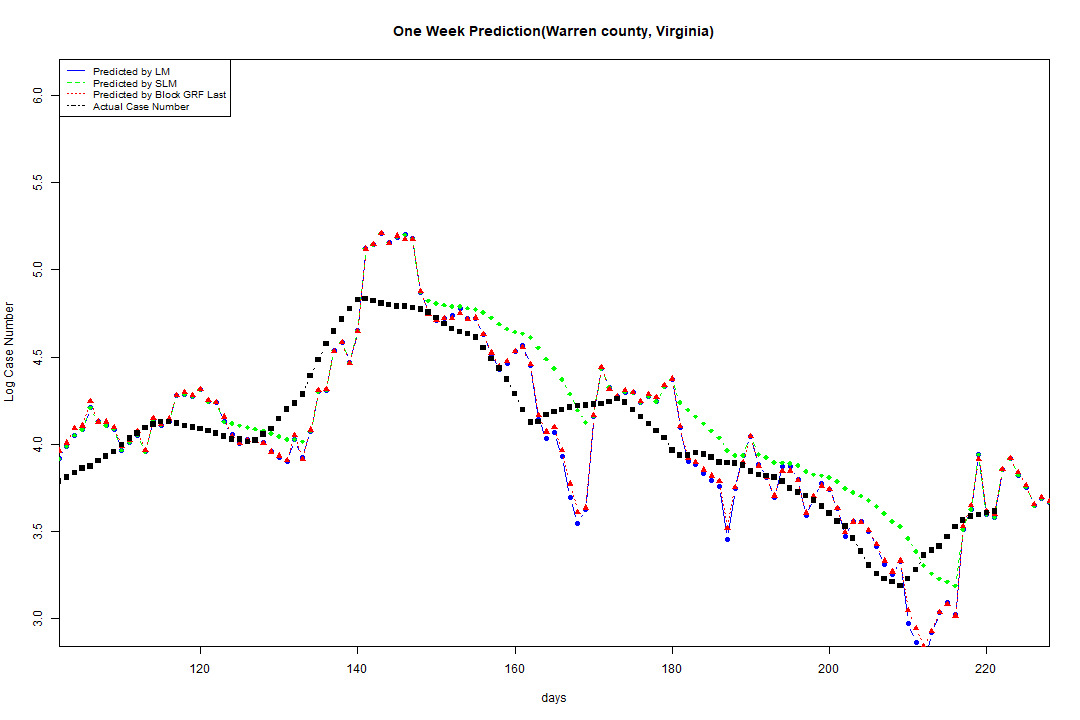 One Week Prediction(Warren county, Virginia)
Predicted by LM
Predicted by SLM
Predicted by Block GRF Last
Actual Case Number
6.0
5.5
5.0
4.5
4.0
3.5
3.0
Log Case Number
120 140 160 180 200 220
days